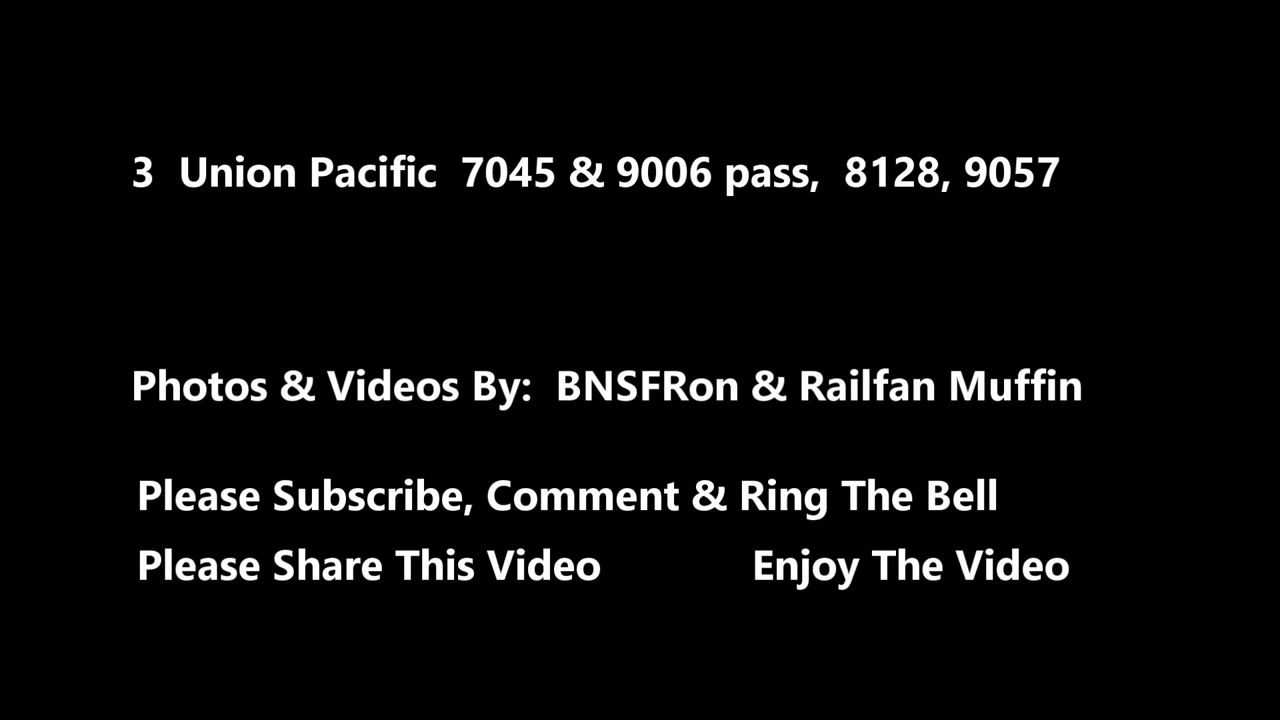 3  Union Pacific  7045 & 9006 pass,  8128, 9057
Photos & Videos By:  BNSFRon & Railfan Muffin
Please Subscribe, Comment & Ring The Bell
Please Share This Video          Enjoy The Video